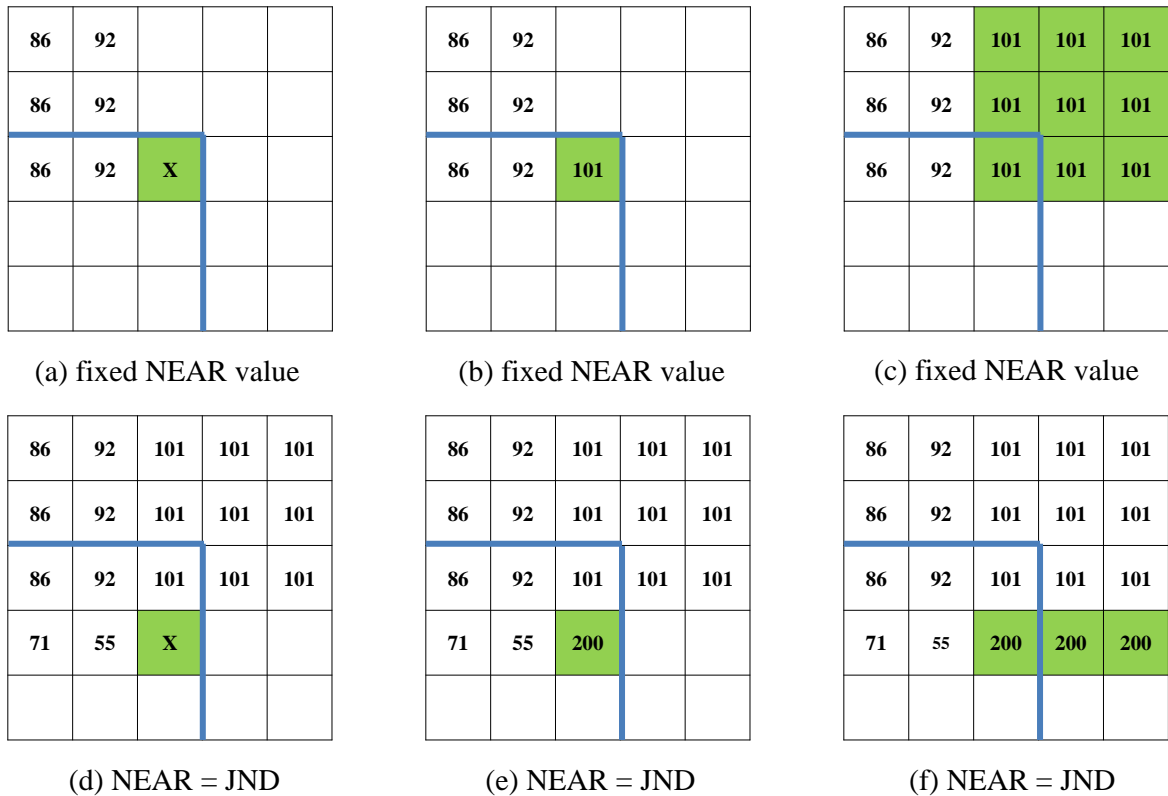 86 92
86 92
86 92 X
(a) fixed NEAR value
86 92
86 92
86 92 101
(b) fixed NEAR value
86 92 101 101 101
86 92 101 101 101
86 92 101 101 101
(c) fixed NEAR value
86 92 101 101 101
86 92 101 101 101
86 92 101 101 101
71 55 X
(d) NEAR = JND
86 92 101 101 101
86 92 101 101 101
86 92 101 101 101
71 55 200
(e) NEAR = JND
86 92 101 101 101
86 92 101 101 101
86 92 101 101 101
71 55 200 200 200
(f) NEAR = JND